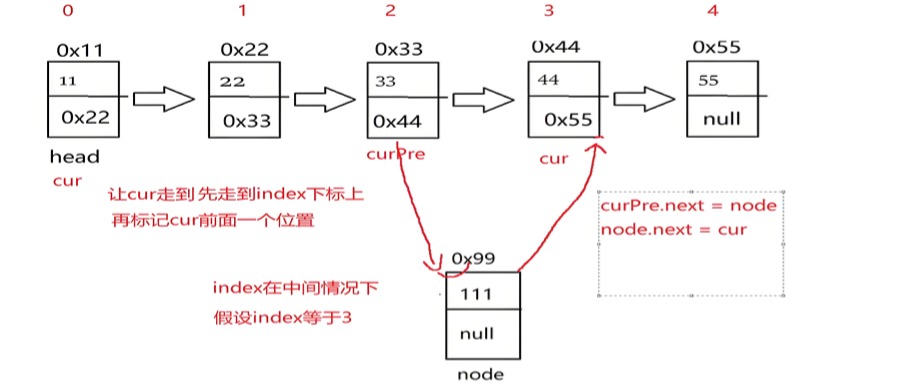 0 1 2 3 4
0x11 0x22 0x33 0x44 0x55
11 22 33 44 55
0x22 0x33 0x44 0x55 null
head curPre cur
cur
让cur走到先走到index下标上
再标记cur前面一个位置
curPre.next = node
node.next = cur
0x99
index在中间情况下
111
假设index等于3
null
node